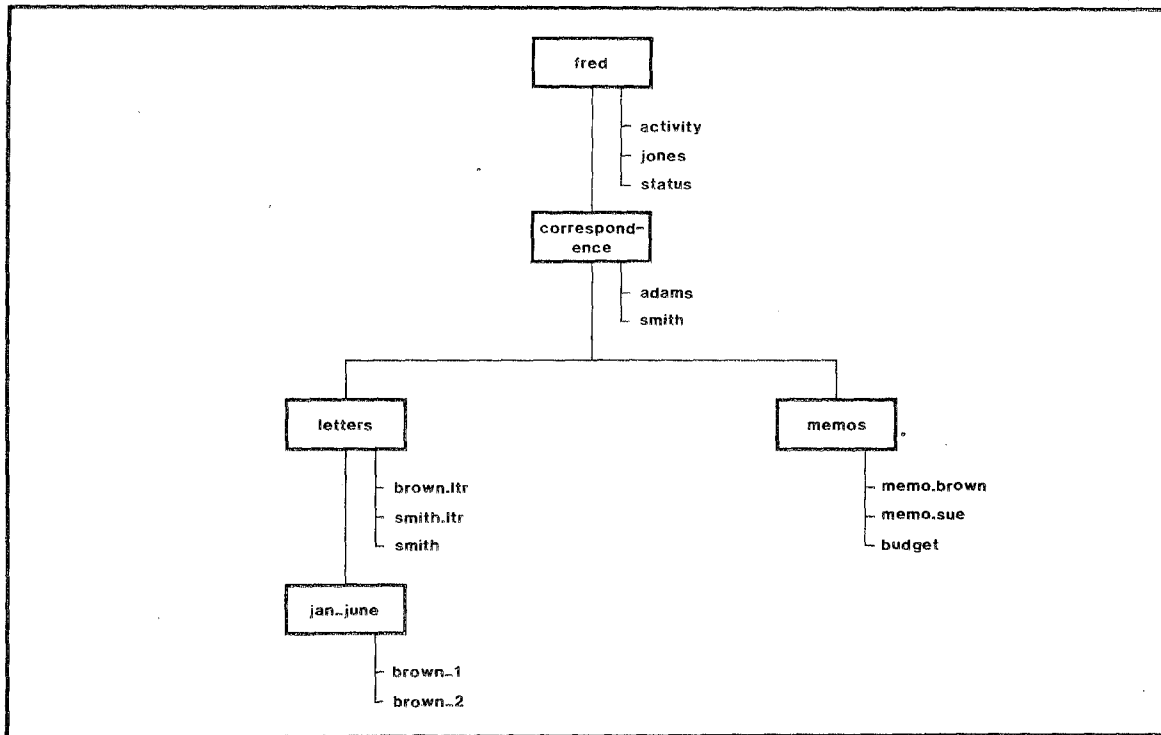 fred
activity
jones
status
correspond-
ence
adams
smith
letters
memos
brown.ltr
smith.ltr
smith
memo.brown
memo.sue
budget
jan_june
brown_1
brown_2